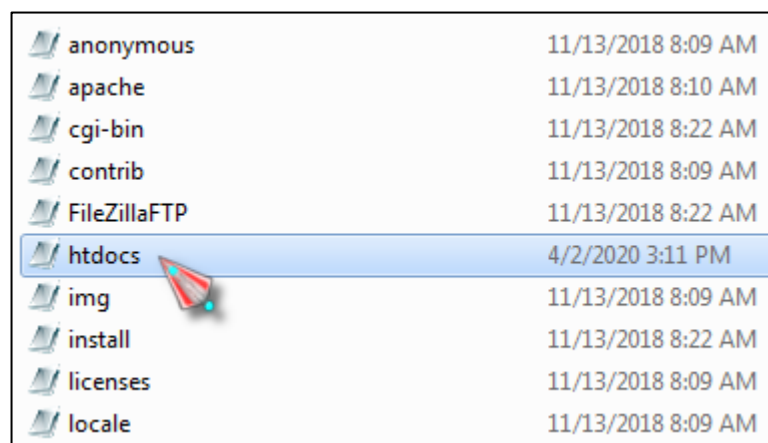 anonymous 11/13/2018 8:09 AM
apache 11/13/2018 8:10 AM
cgi-bin 11/13/2018 8:22 AM
contrib 11/13/2018 8:09 AM
FileZillaFTP 11/13/2018 8:22 AM
htdocs 4/2/2020 3:11 PM
img 11/13/2018 8:09 AM
install 11/13/2018 8:22 AM
licenses 11/13/2018 8:09 AM
locale 11/13/2018 8:09 AM